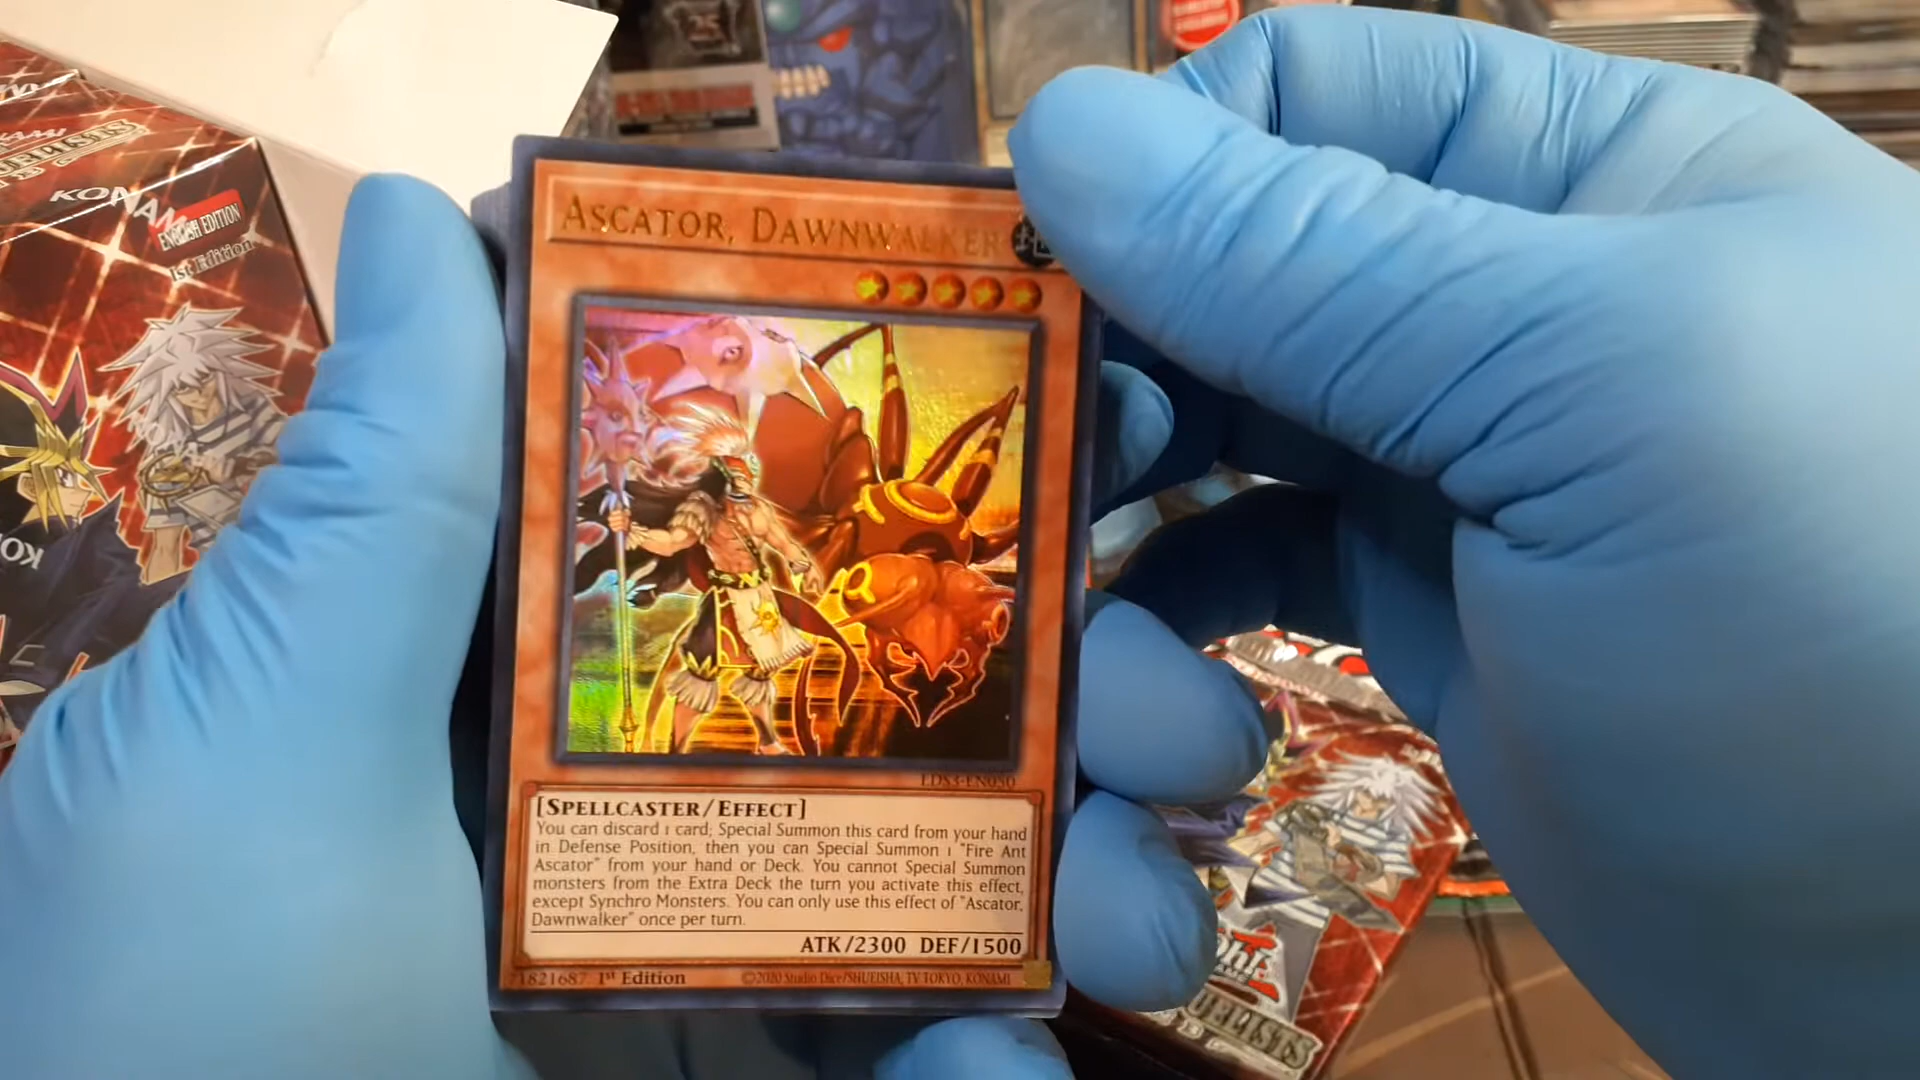 KONAMI
ENGLISH EDITION
1st Edition
25
ASCATOR, DAWNWALKER
地
LDS3-EN050
[SPELLCASTER/EFFECT]
You can discard 1 card; Special Summon this card from your hand
in Defense Position, then you can Special Summon 1 "Fire Ant
Ascator" from your hand or Deck. You cannot Special Summon
monsters from the Extra Deck the turn you activate this effect,
except Synchro Monsters. You can only use this effect of "Ascator,
Dawnwalker" once per turn.
ATK/2300 DEF/1500
71821687 1st Edition
©2020 Studio Dice/SHUEISHA, TV TOKYO, KONAMI